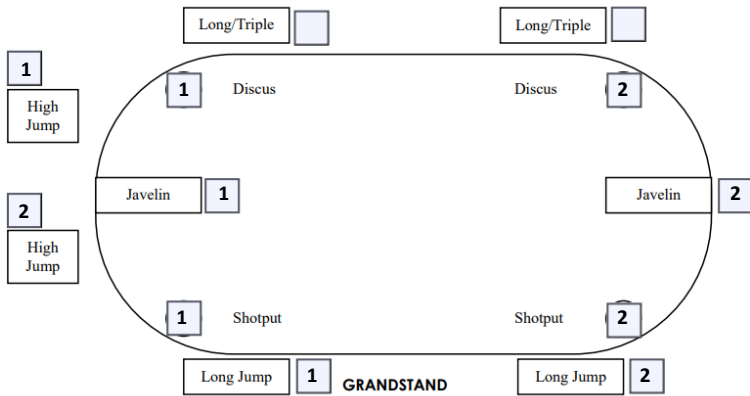 Long/Triple
Long/Triple
1
High
Jump
1
Discus
Discus
2
Javelin
1
Javelin
2
2
High
Jump
1
Shotput
Shotput
2
Long Jump
1
GRANDSTAND
Long Jump
2